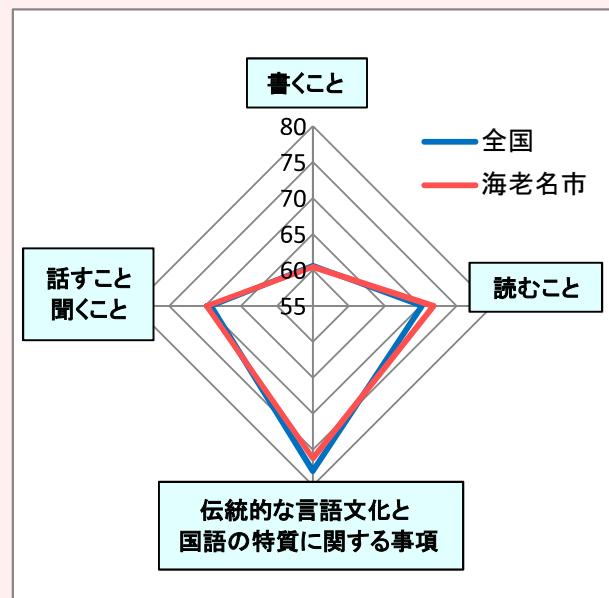 書くこと
80
75
70
65
60
55
全国
海老名市
話すこと
聞くこと
読むこと
伝統的な言語文化と
国語の特質に関する事項